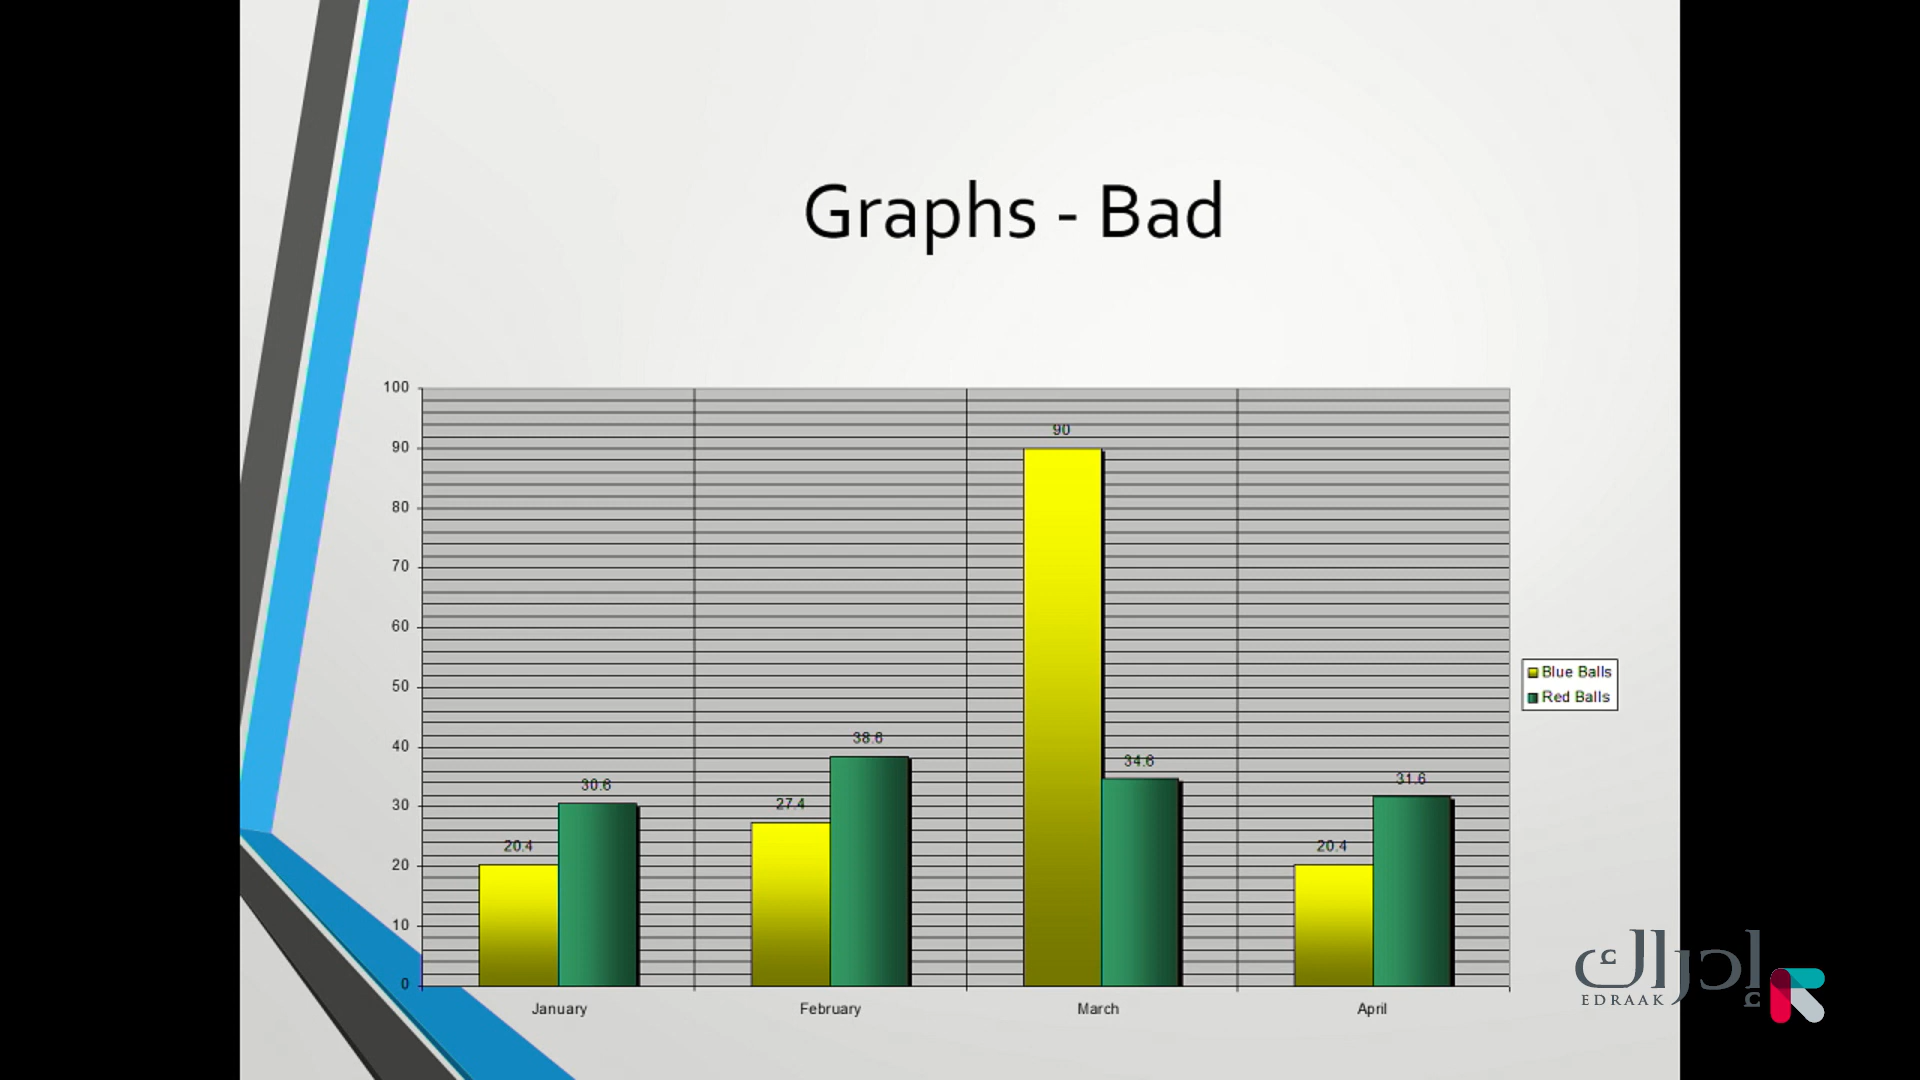 Graphs - Bad
100
90
80
70
60
50
40
30
20
10
0
20.4
30.6
27.4
38.6
90
34.6
20.4
31.6
January
February
March
April
Blue Balls
Red Balls
إدراك
EDRAAK